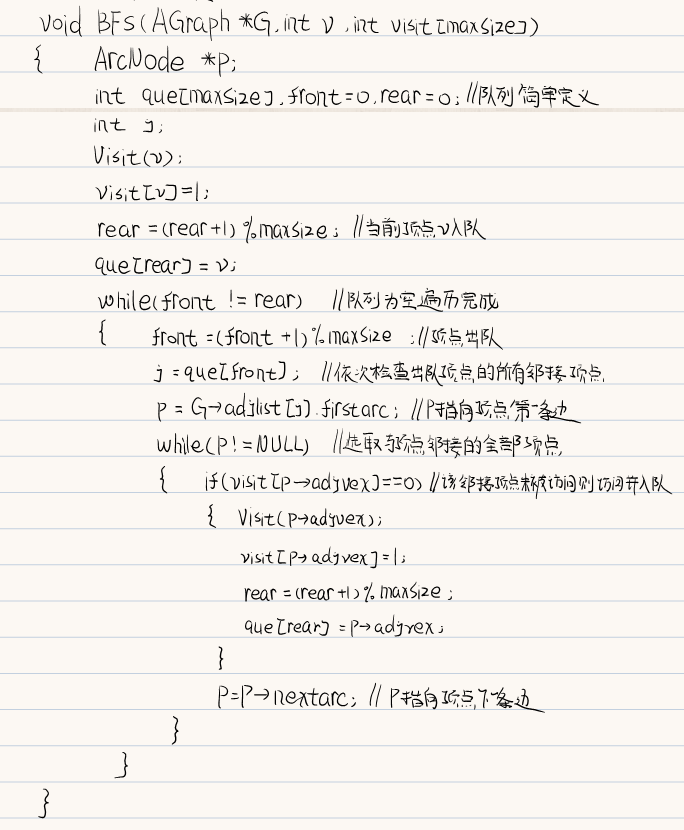 void BFS(AGraph *G,int v,int visit[maxsize])
{ ArcNode *p;
int que[maxsize],front=0,rear=0; //队列简单定义
int j;
Visit(v);
visit[v]=1;
rear=(rear+1)%maxsize; //当前顶点v入队
que[rear]=v;
while(front != rear) //队列为空遍历完成
{ front=(front+1)%maxsize ;//顶点出队
j=que[front]; //依次检查出队顶点的所有邻接顶点
p = G→adjlist[j].firstarc; //P指向顶点第一条边
while(p!=NULL) //选取与顶点邻接的全部顶点
{ if(visit[p→adjvex]==0) //该邻接顶点未被访问则访问并入队
{ Visit(p→adjvex);
visit[p→adjvex]=1;
rear=(rear+1)%maxsize;
que[rear]=p→adjvex;
}
p=p→nextarc; // P指向顶点下条边
}
}
}